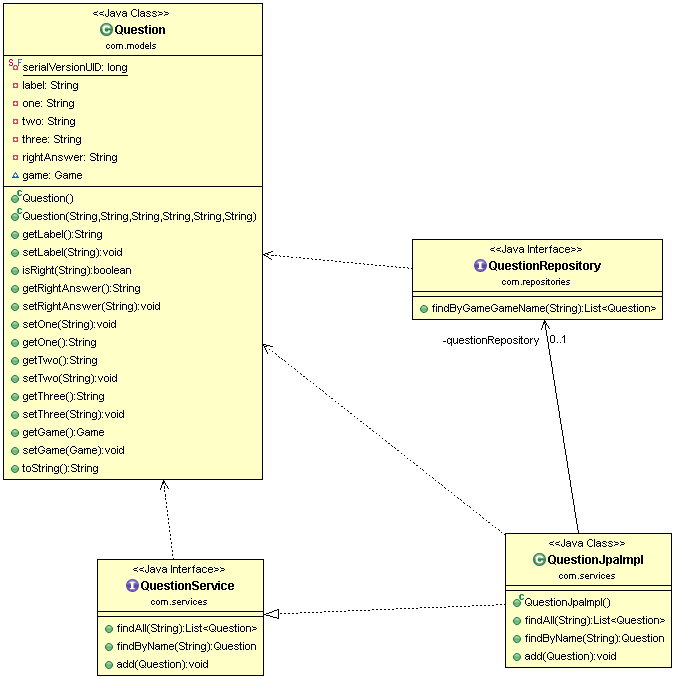 <<Java Class>>
Question
com.models
serialVersionUID: long
label: String
one: String
two: String
three: String
rightAnswer: String
game: Game
Question()
Question(String,String,String,String,String,String)
getLabel():String
setLabel(String):void
isRight(String):boolean
getRightAnswer():String
setRightAnswer(String):void
setOne(String):void
getOne():String
getTwo():String
setTwo(String):void
getThree():String
setThree(String):void
getGame():Game
setGame(Game):void
toString():String
<<Java Interface>>
QuestionRepository
com.repositories
findByGameGameName(String):List<Question>
-questionRepository 0..1
<<Java Interface>>
QuestionService
com.services
findAll(String):List<Question>
findByName(String):Question
add(Question):void
<<Java Class>>
QuestionJpaImpl
com.services
QuestionJpaImpl()
findAll(String):List<Question>
findByName(String):Question
add(Question):void